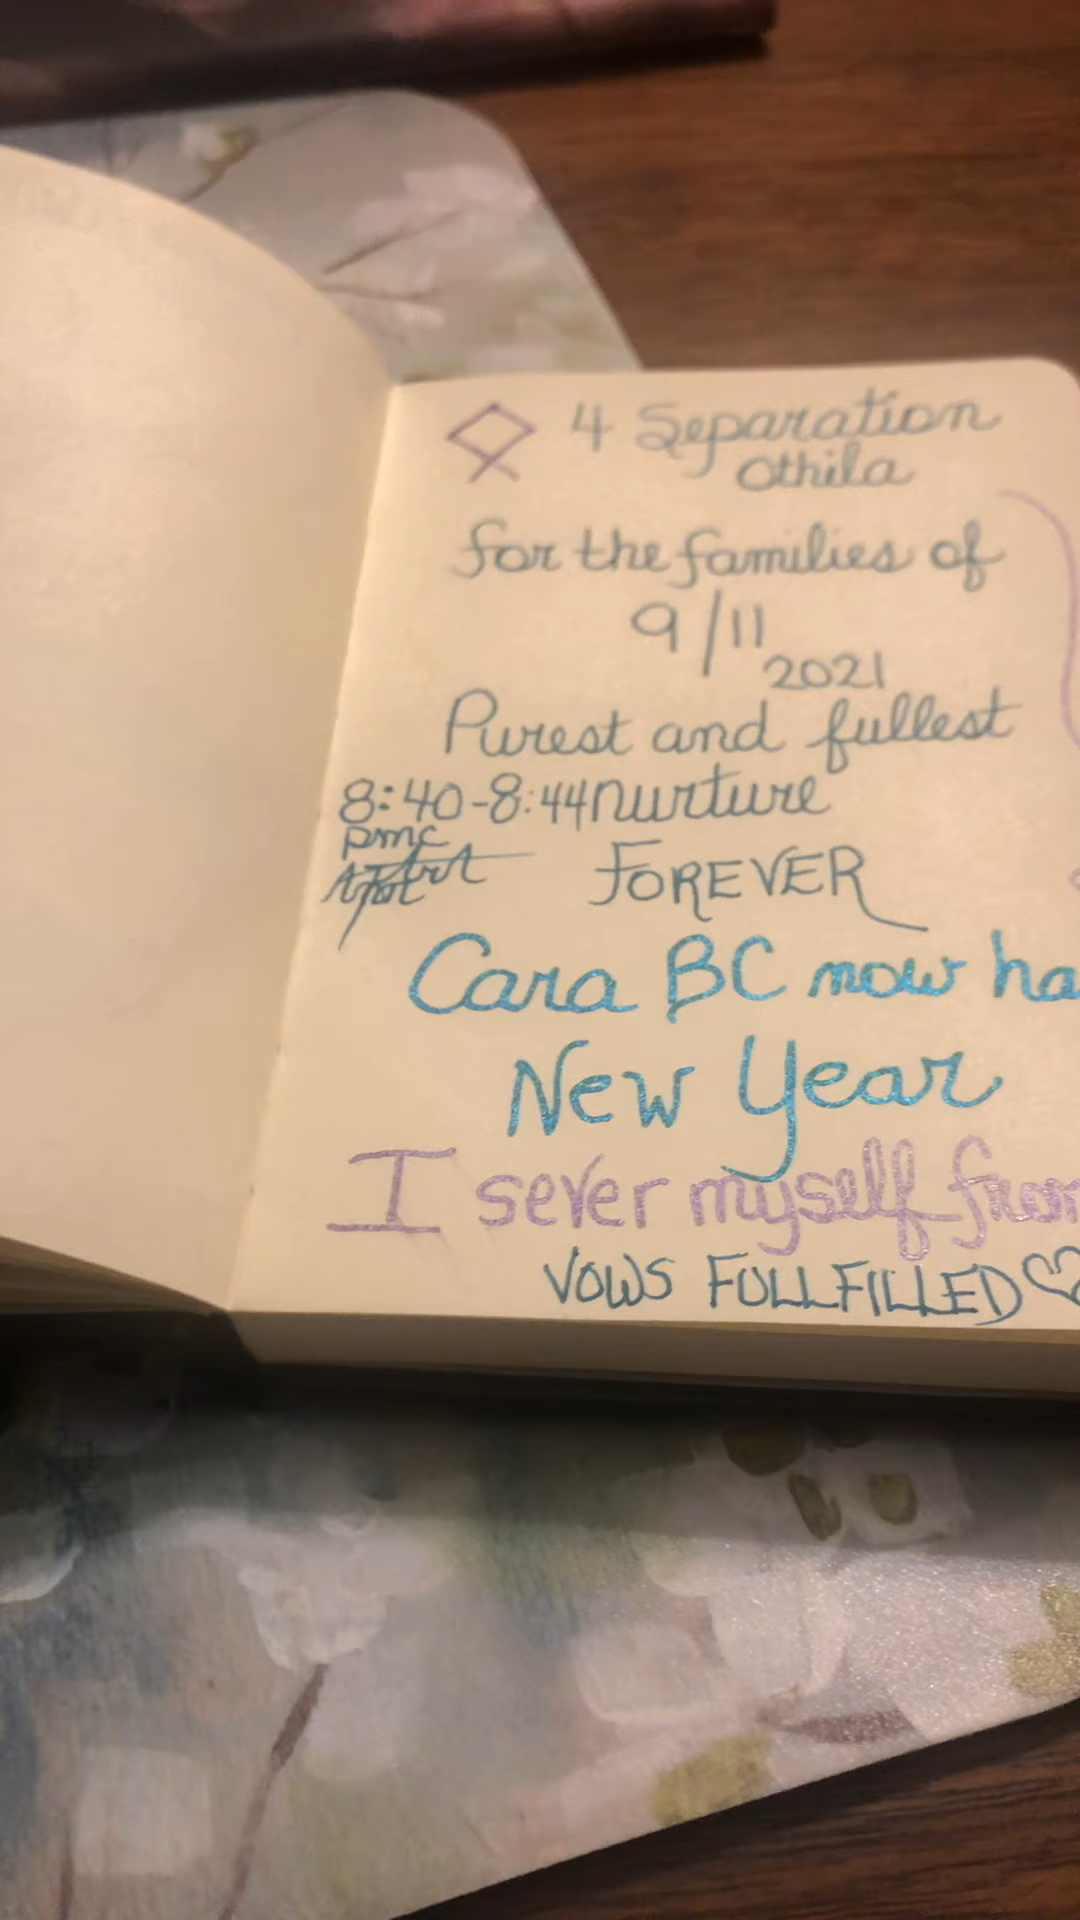 4 Separation
Othila
for the families of
9/11
2021
Purest and fullest
8:40-8:44 nurture
pmc
FOREVER
Cara BC now ha
New Year
I sever myself from
VOWS FULLFILLED